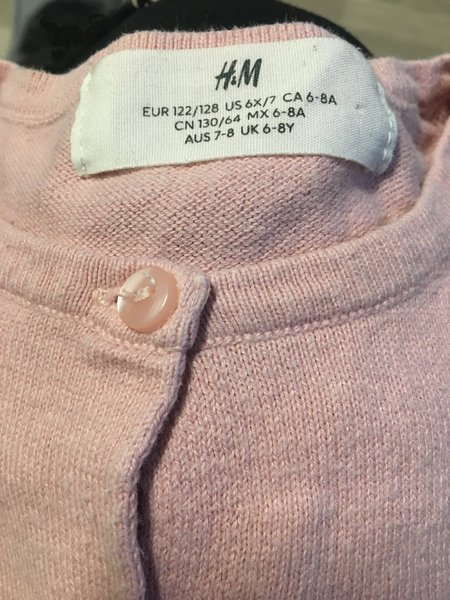 H&M
EUR 122/128 US 6X/7 CA 6-8A
CN 130/64 MX 6-8A
AUS 7-8 UK 6-8Y